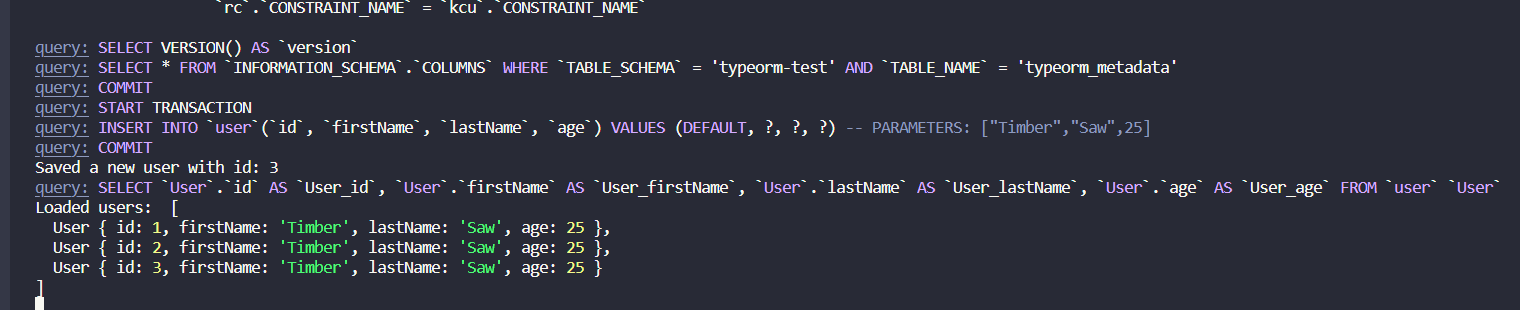 `rc`.`CONSTRAINT_NAME` = `kcu`.`CONSTRAINT_NAME`
query: SELECT VERSION() AS `version`
query: SELECT * FROM `INFORMATION_SCHEMA`.`COLUMNS` WHERE `TABLE_SCHEMA` = 'typeorm-test' AND `TABLE_NAME` = 'typeorm_metadata'
query: COMMIT
query: START TRANSACTION
query: INSERT INTO `user`(`id`, `firstName`, `lastName`, `age`) VALUES (DEFAULT, ?, ?, ?) -- PARAMETERS: ["Timber","Saw",25]
query: COMMIT
Saved a new user with id: 3
query: SELECT `User`.`id` AS `User_id`, `User`.`firstName` AS `User_firstName`, `User`.`lastName` AS `User_lastName`, `User`.`age` AS `User_age` FROM `user` `User`
Loaded users:  [
  User { id: 1, firstName: 'Timber', lastName: 'Saw', age: 25 },
  User { id: 2, firstName: 'Timber', lastName: 'Saw', age: 25 },
  User { id: 3, firstName: 'Timber', lastName: 'Saw', age: 25 }
]